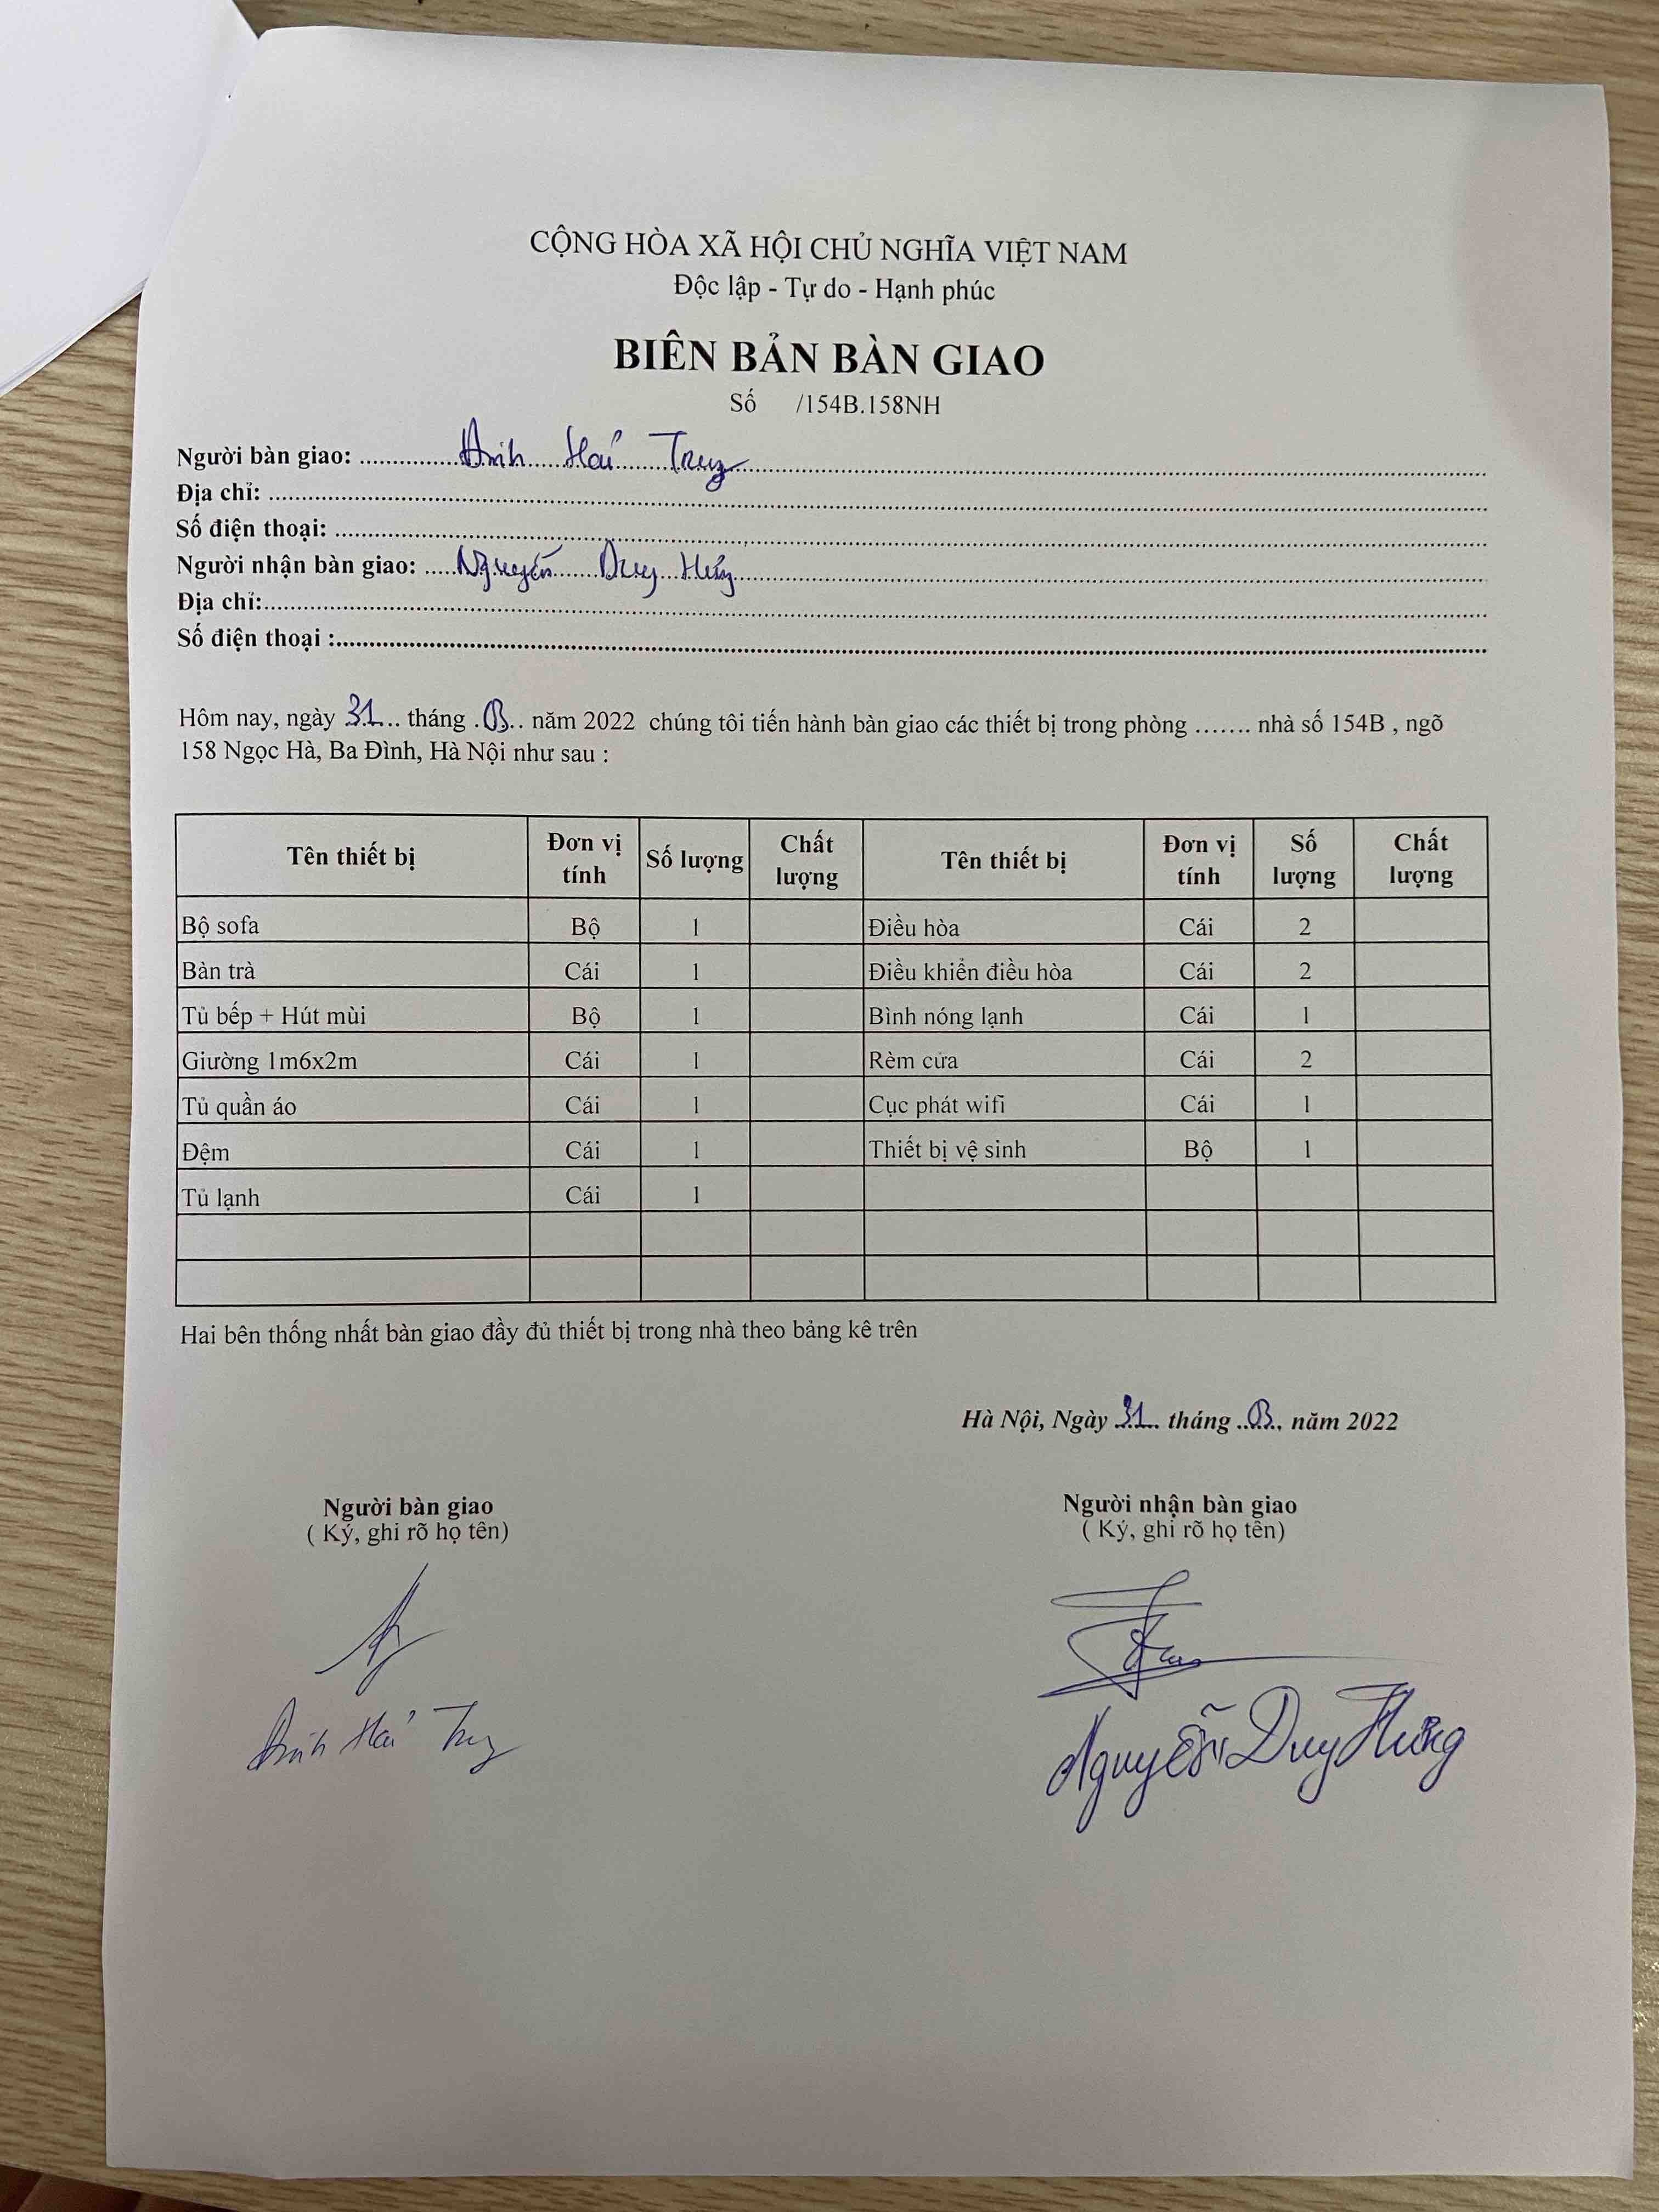 CỘNG HÒA XÃ HỘI CHỦ NGHĨA VIỆT NAM
Độc lập - Tự do - Hạnh phúc
BIÊN BẢN BÀN GIAO
Số /154B.158NH
Người bàn giao: Đinh Hải
Địa chỉ:
Số điện thoại:
Người nhận bàn giao: Nguyễn Duy Hưng
Địa chỉ:
Số điện thoại :
Hôm nay, ngày 31 tháng 03 năm 2022 chúng tôi tiến hành bàn giao các thiết bị trong phòng ....... nhà số 154B , ngõ
158 Ngọc Hà, Ba Đình, Hà Nội như sau :
Tên thiết bị Đơn vị tính Số lượng Chất lượng Tên thiết bị Đơn vị tính Số lượng Chất lượng
Bộ sofa Bộ 1 Điều hòa Cái 2
Bàn trà Cái 1 Điều khiển điều hòa Cái 2
Tủ bếp + Hút mùi Bộ 1 Bình nóng lạnh Cái 1
Giường 1m6x2m Cái 1 Rèm cửa Cái 2
Tủ quần áo Cái 1 Cục phát wifi Cái 1
Đệm Cái 1 Thiết bị vệ sinh Bộ 1
Tủ lạnh Cái 1
Hai bên thống nhất bàn giao đầy đủ thiết bị trong nhà theo bảng kê trên
Hà Nội, Ngày 31 tháng 03 năm 2022
Người bàn giao Người nhận bàn giao
( Ký, ghi rõ họ tên) ( Ký, ghi rõ họ tên)
Đinh Hải Nguyễn Duy Hưng